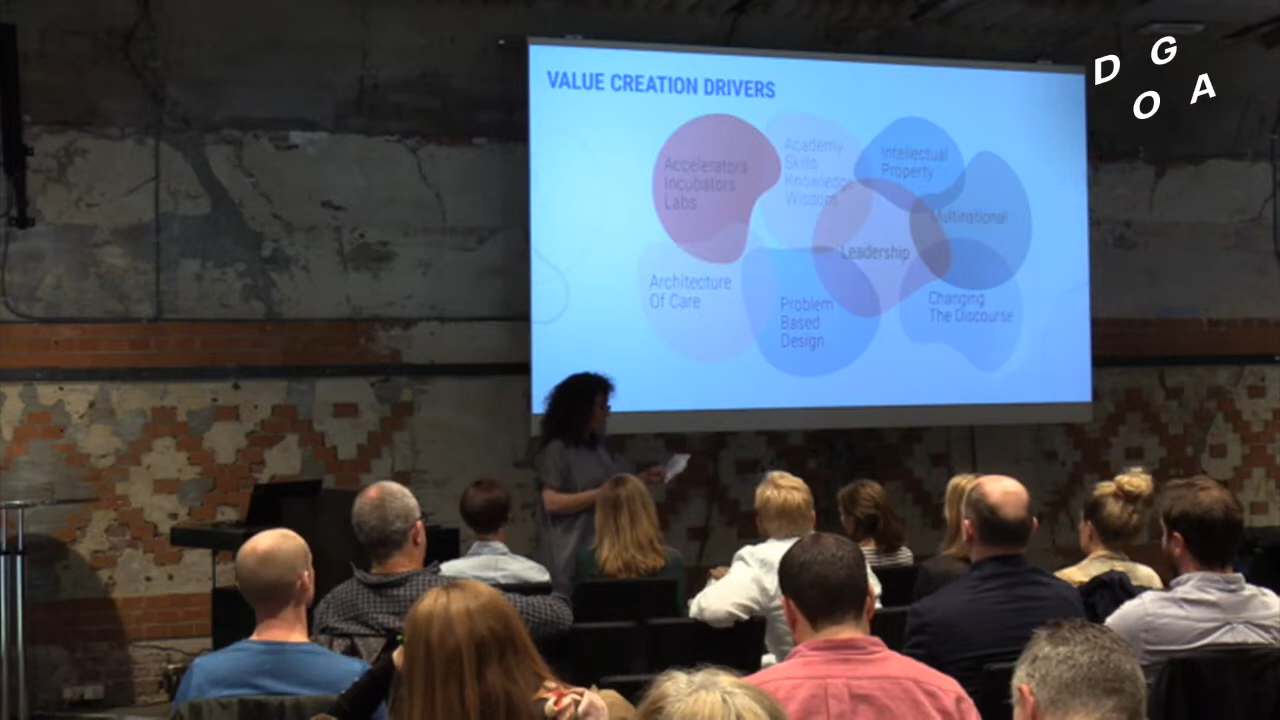 VALUE CREATION DRIVERS
Accelerators
Incubators
Labs
Academy
Skills
Knowledge
Wisdom
Intellectual
Property
Multinational
Leadership
Architecture
Of Care
Problem
Based
Design
Changing
The Discourse
D G
O A